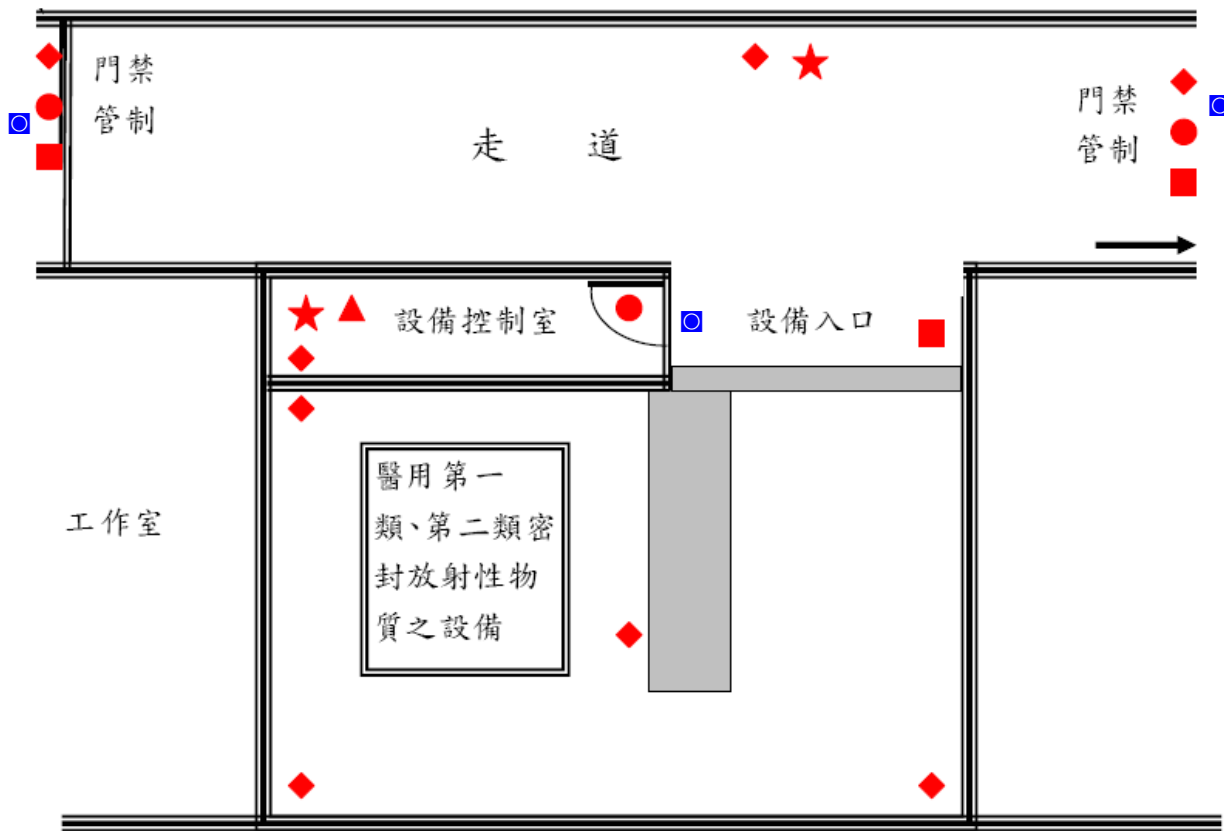 門禁
管制
走道
門禁
管制
設備控制室
設備入口
工作室
醫用第一
類、第二類密
封放射性物
質之設備